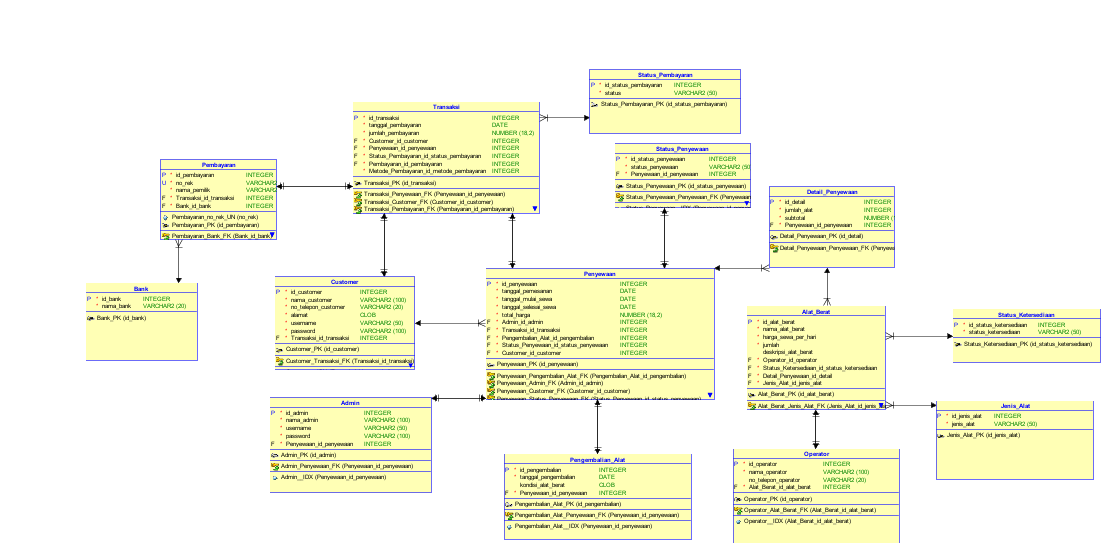 Status_Pembayaran
P * id_status_pembayaran INTEGER
* status VARCHAR2 (50)
Status_Pembayaran_PK (id_status_pembayaran)
Transaksi
P * id_transaksi INTEGER
* tanggal_pembayaran DATE
* jumlah_pembayaran NUMBER (18,2)
F * Customer_id_customer INTEGER
F * Penyewaan_id_penyewaan INTEGER
F * Status_Pembayaran_id_status_pembayaran INTEGER
F * Pembayaran_id_pembayaran INTEGER
* Metode_Pembayaran_id_metode_pembayaran INTEGER
Transaksi_PK (id_transaksi)
Transaksi_Penyewaan_FK (Penyewaan_id_penyewaan)
Transaksi_Customer_FK (Customer_id_customer)
Transaksi_Pembayaran_FK (Pembayaran_id_pembayaran)
Status_Penyewaan
P * id_status_penyewaan INTEGER
* status_penyewaan VARCHAR2 (50
F * Penyewaan_id_penyewaan INTEGER
Status_Penyewaan_PK (id_status_penyewaan)
Status_Penyewaan_Penyewaan_FK (Penyewaan
Pembayaran
P * id_pembayaran INTEGER
U * no_rek VARCHAR2
* nama_pemilik VARCHAR2
F * Transaksi_id_transaksi INTEGER
F * Bank_id_bank INTEGER
Pembayaran_no_rek_UN (no_rek)
Pembayaran_PK (id_pembayaran)
Pembayaran_Bank_FK (Bank_id_bank
Detail_Penyewaan
P * id_detail INTEGER
* jumlah_alat INTEGER
* subtotal NUMBER (
F * Penyewaan_id_penyewaan INTEGER
Detail_Penyewaan_PK (id_detail)
Detail_Penyewaan_Penyewaan_FK (Penyewa
Bank
P * id_bank INTEGER
* nama_bank VARCHAR2 (20)
Bank_PK (id_bank)
Customer
P * id_customer INTEGER
* nama_customer VARCHAR2 (100)
* no_telepon_customer VARCHAR2 (20)
* alamat CLOB
* username VARCHAR2 (50)
* password VARCHAR2 (100)
F * Transaksi_id_transaksi INTEGER
Customer_PK (id_customer)
Customer_Transaksi_FK (Transaksi_id_transaksi)
Penyewaan
P * id_penyewaan INTEGER
* tanggal_pemesanan DATE
* tanggal_mulai_sewa DATE
* tanggal_selesai_sewa DATE
* total_harga NUMBER (18,2)
F * Admin_id_admin INTEGER
F * Transaksi_id_transaksi INTEGER
F * Pengembalian_Alat_id_pengembalian INTEGER
F * Status_Penyewaan_id_status_penyewaan INTEGER
F * Customer_id_customer INTEGER
Penyewaan_PK (id_penyewaan)
Penyewaan_Pengembalian_Alat_FK (Pengembalian_Alat_id_pengembalian)
Penyewaan_Admin_FK (Admin_id_admin)
Penyewaan_Customer_FK (Customer_id_customer)
Penyewaan_Status_Penyewaan_FK (Status_Penyewaan_id_status_penyewaan)
Alat_Berat
P * id_alat_berat
* nama_alat_berat
* harga_sewa_per_hari
* jumlah
deskripsi_alat_berat
F * Operator_id_operator
F * Status_Ketersediaan_id_status_ketersediaan
F * Detail_Penyewaan_id_detail
F * Jenis_Alat_id_jenis_alat
Alat_Berat_PK (id_alat_berat)
Alat_Berat_Jenis_Alat_FK (Jenis_Alat_id_jenis
Status_Ketersediaan
P * id_status_ketersediaan INTEGER
* status_ketersediaan VARCHAR2 (50)
Status_Ketersediaan_PK (id_status_ketersediaan)
Admin
P * id_admin INTEGER
* nama_admin VARCHAR2 (100)
* username VARCHAR2 (50)
* password VARCHAR2 (100)
F * Penyewaan_id_penyewaan INTEGER
Admin_PK (id_admin)
Admin_Penyewaan_FK (Penyewaan_id_penyewaan)
Admin__IDX (Penyewaan_id_penyewaan)
Jenis_Alat
P * id_jenis_alat INTEGER
* jenis_alat VARCHAR2 (50)
Jenis_Alat_PK (id_jenis_alat)
Pengembalian_Alat
P * id_pengembalian INTEGER
* tanggal_pengembalian DATE
kondisi_alat_berat CLOB
F * Penyewaan_id_penyewaan INTEGER
Pengembalian_Alat_PK (id_pengembalian)
Pengembalian_Alat_Penyewaan_FK (Penyewaan_id_penyewaan)
Pengembalian_Alat__IDX (Penyewaan_id_penyewaan)
Operator
P * id_operator INTEGER
* nama_operator VARCHAR2 (100)
* no_telepon_operator VARCHAR2 (20)
F * Alat_Berat_id_alat_berat INTEGER
Operator_PK (id_operator)
Operator_Alat_Berat_FK (Alat_Berat_id_alat_berat)
Operator__IDX (Alat_Berat_id_alat_berat)